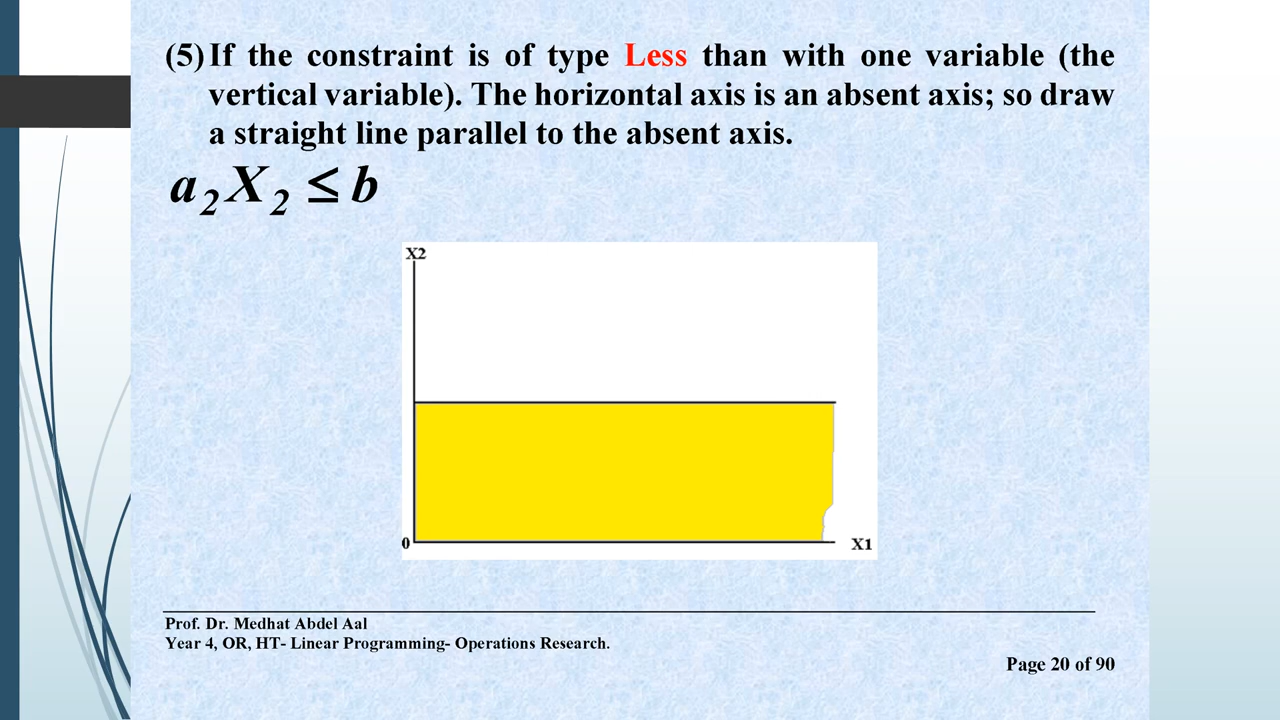 (5) If the constraint is of type Less than with one variable (the
vertical variable). The horizontal axis is an absent axis; so draw
a straight line parallel to the absent axis.
a₂X₂ ≤ b
X2
0
X1
Prof. Dr. Medhat Abdel Aal
Year 4, OR, HT- Linear Programming- Operations Research.
Page 20 of 90